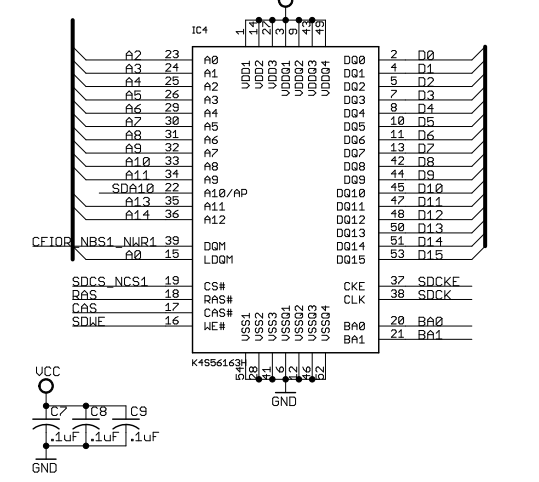 IC4
1 14 27 3 9 43 49
VDD1 VDD2 VDD3 VDDQ1 VDDQ2 VDDQ3 VDDQ4
A2 23 A0 DQ0 2 D0
A3 24 A1 DQ1 4 D1
A4 25 A2 DQ2 5 D2
A5 26 A3 DQ3 7 D3
A6 29 A4 DQ4 8 D4
A7 30 A5 DQ5 10 D5
A8 31 A6 DQ6 11 D6
A9 32 A7 DQ7 13 D7
A10 33 A8 DQ8 42 D8
A11 34 A9 DQ9 44 D9
SDA10 22 A10/AP DQ10 45 D10
A13 35 A11 DQ11 47 D11
A14 36 A12 DQ12 48 D12
DQ13 50 D13
CFIOR_NBS1_NWR1 39 DQM DQ14 51 D14
A0 15 LDQM DQ15 53 D15
SDCS_NCS1 19 CS# CKE 37 SDCKE
RAS 18 RAS# CLK 38 SDCK
CAS 17 CAS#
SDWE 16 WE# BA0 20 BA0
BA1 21 BA1
VSS1 VSS2 VSS3 VSSQ1 VSSQ2 VSSQ3 VSSQ4
K4S56163H
54 28 41 6 12 46 52
GND
VCC
C7 C8 C9
.1uF .1uF .1uF
GND